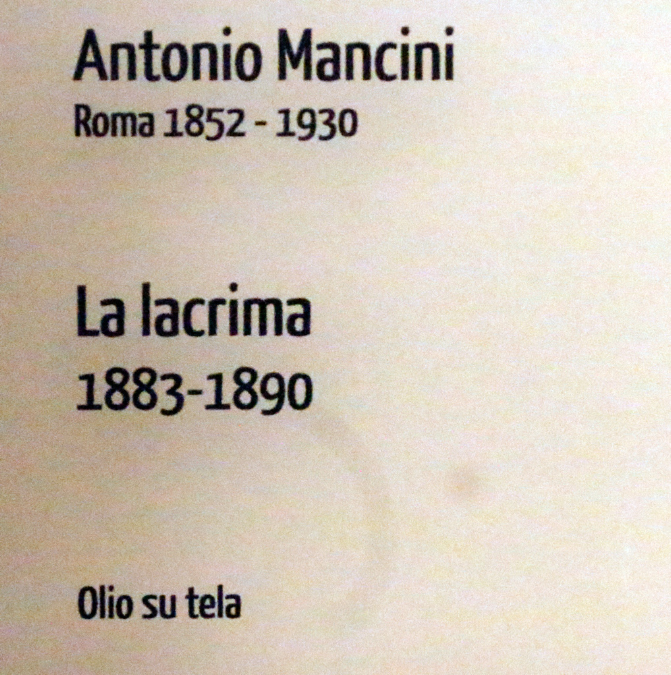 Antonio Mancini
Roma 1852 - 1930
La lacrima
1883-1890
Olio su tela